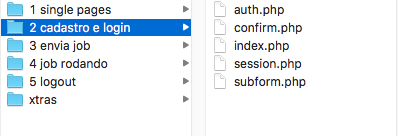 1 single pages
2 cadastro e login
3 envia job
4 job rodando
5 logout
xtras
auth.php
confirm.php
index.php
session.php
subform.php